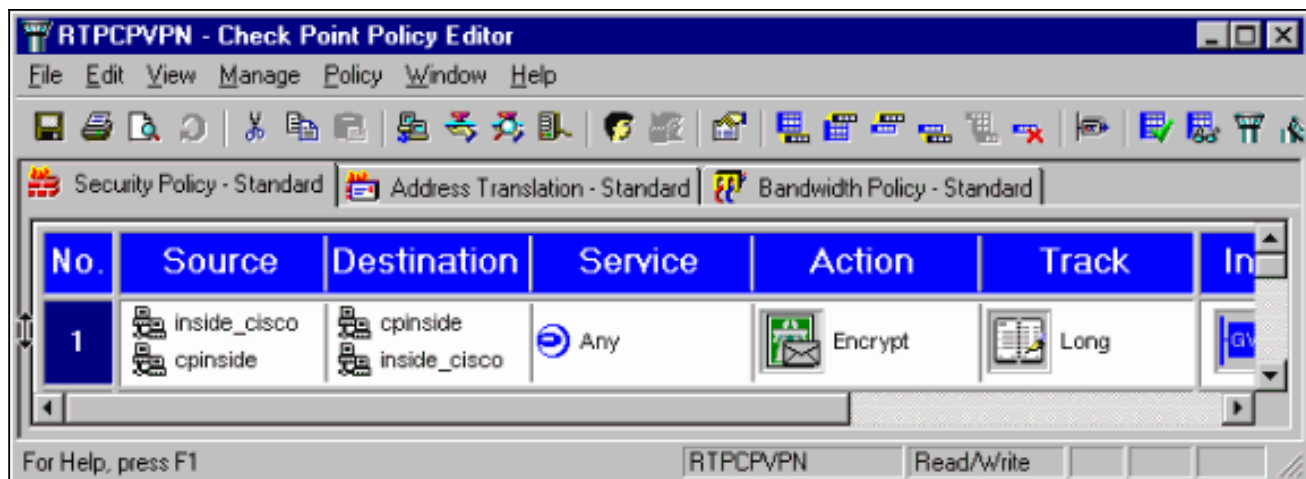 RTPCPVPN - Check Point Policy Editor
File Edit View Manage Policy Window Help
Security Policy - Standard Address Translation - Standard Bandwidth Policy - Standard
No. Source Destination Service Action Track In
1 inside_cisco cpinside Any Encrypt Long GW
cpinside inside_cisco
For Help, press F1 RTPCPVPN Read/Write